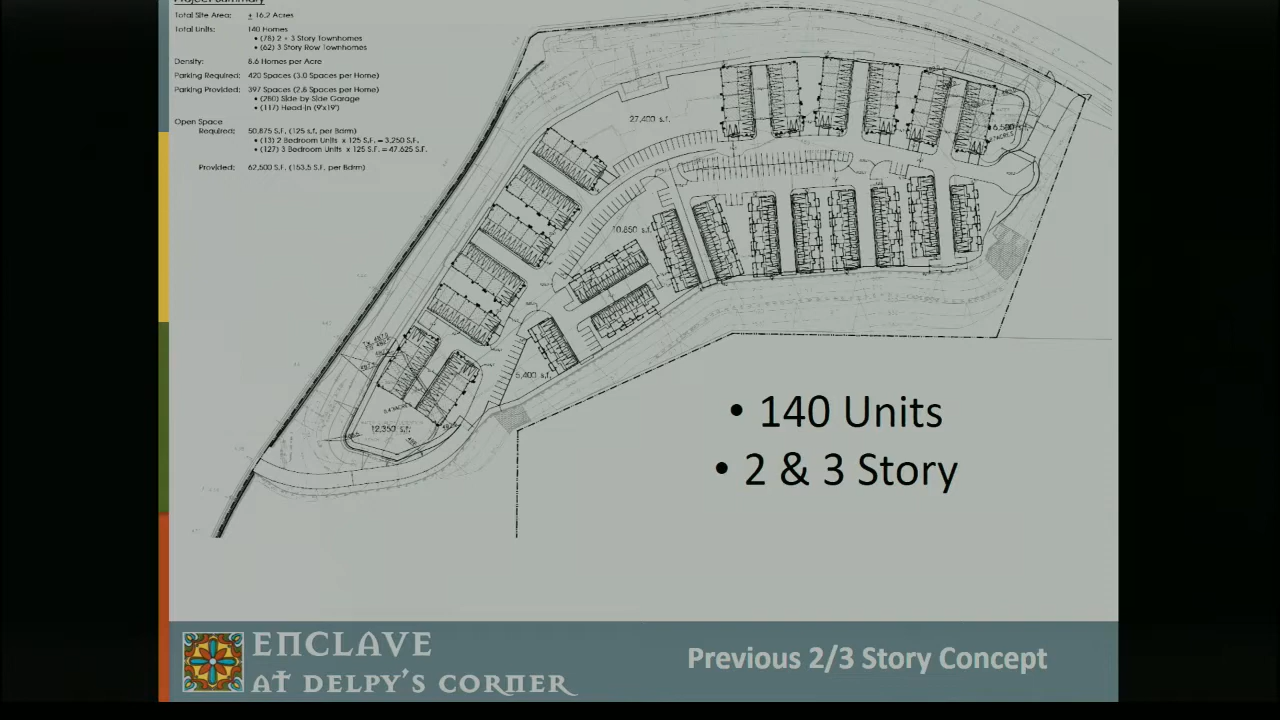 Project Summary
Total Site Area: ± 16.2 Acres
Total Units: 140 Homes
• (78) 2 + 3 Story Townhomes
• (62) 3 Story Row Townhomes
Density: 8.6 Homes per Acre
Parking Required: 420 Spaces (3.0 Spaces per Home)
Parking Provided: 397 Spaces (2.8 Spaces per Home)
• (280) Side by Side Garage
• (117) Head-in (9'x19')
Open Space
Required: 50,875 S.F. (125 s.f. per Bdrm)
• (13) 2 Bedroom Units x 125 S.F. = 3,250 S.F.
• (127) 3 Bedroom Units x 125 S.F. = 47,625 S.F.
Provided: 62,500 S.F. (153.5 S.F. per Bdrm)
27,400 s.f.
6,500
10,850 s.f.
5,400 s.f.
12,350 s.f.
• 140 Units
• 2 & 3 Story
ENCLAVE
AT DELPY'S CORNER
Previous 2/3 Story Concept